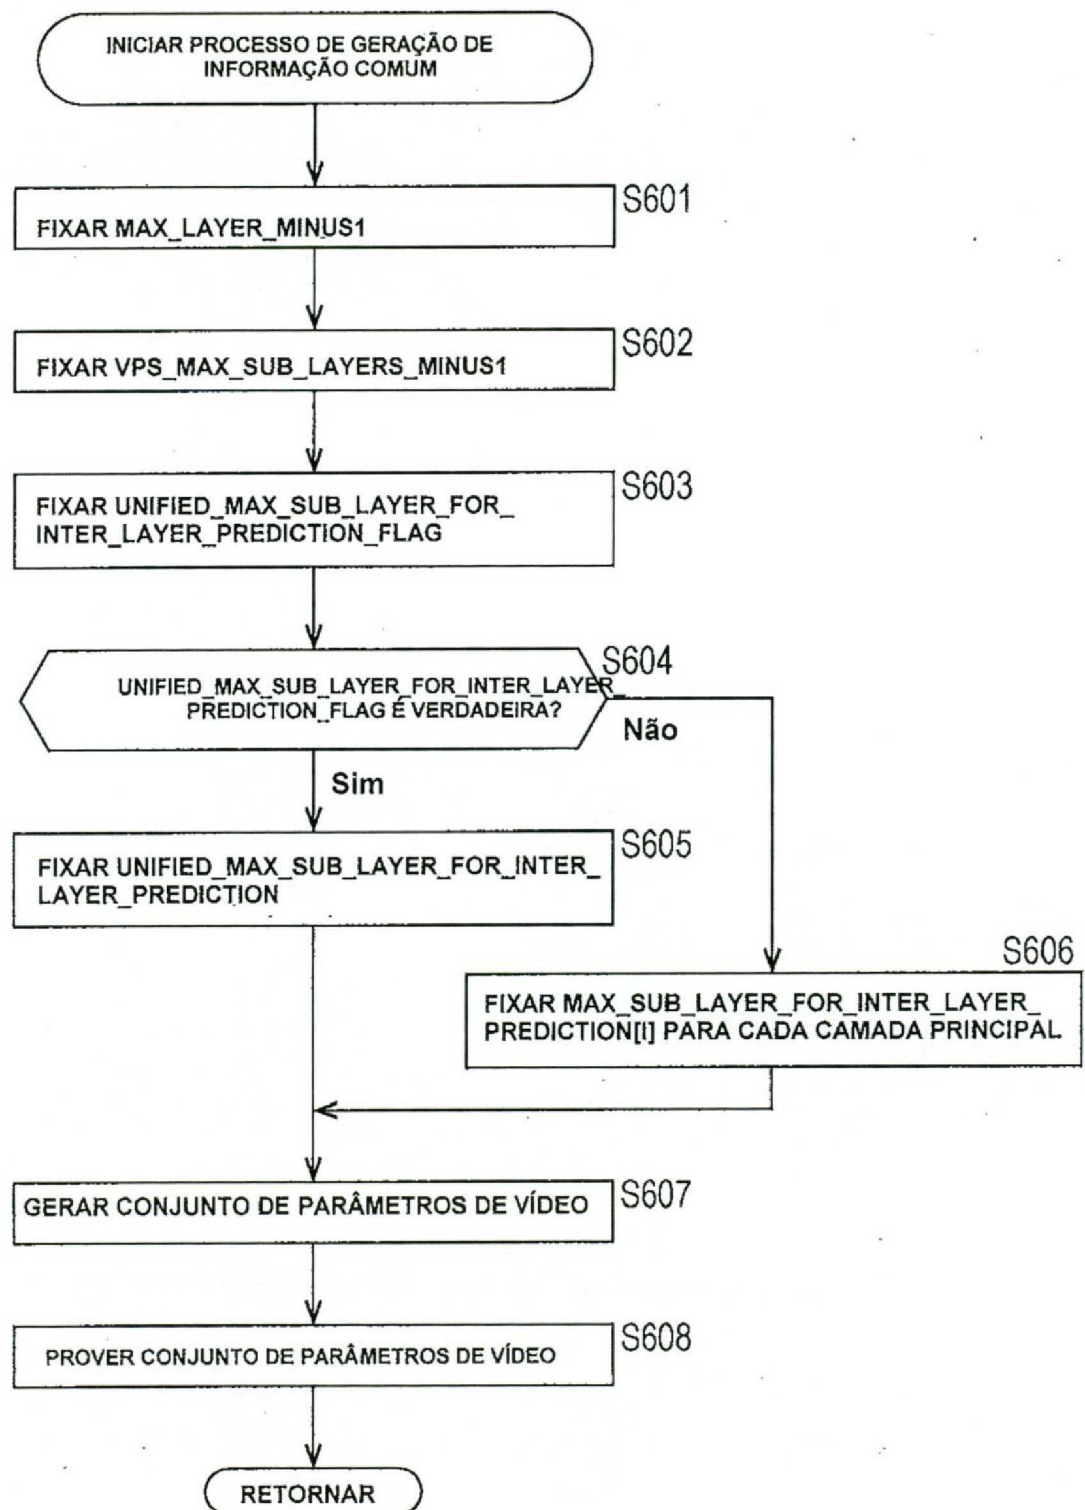 INICIAR PROCESSO DE GERAÇÃO DE
INFORMAÇÃO COMUM
S601
FIXAR MAX_LAYER_MINUS1
S602
FIXAR VPS_MAX_SUB_LAYERS_MINUS1
S603
FIXAR UNIFIED_MAX_SUB_LAYER_FOR_
INTER_LAYER_PREDICTION_FLAG
S604
UNIFIED_MAX_SUB_LAYER_FOR_INTER_LAYER_
PREDICTION_FLAG É VERDADEIRA?
Não
Sim
S605
FIXAR UNIFIED_MAX_SUB_LAYER_FOR_INTER_
LAYER_PREDICTION
S606
FIXAR MAX_SUB_LAYER_FOR_INTER_LAYER_
PREDICTION[I] PARA CADA CAMADA PRINCIPAL
S607
GERAR CONJUNTO DE PARÂMETROS DE VÍDEO
S608
PROVER CONJUNTO DE PARÂMETROS DE VÍDEO
RETORNAR